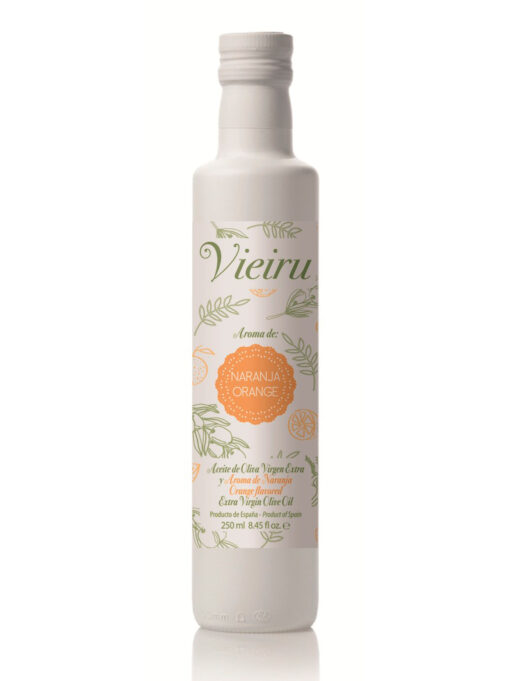 Vieiru
Aroma de:
NARANJA
ORANGE
Aceite de Oliva Virgen Extra
y Aroma de Naranja
Orange flavored
Extra Virgin Olive Oil
Producto de España - Product of Spain
250 ml 8.45 fl oz. ℮